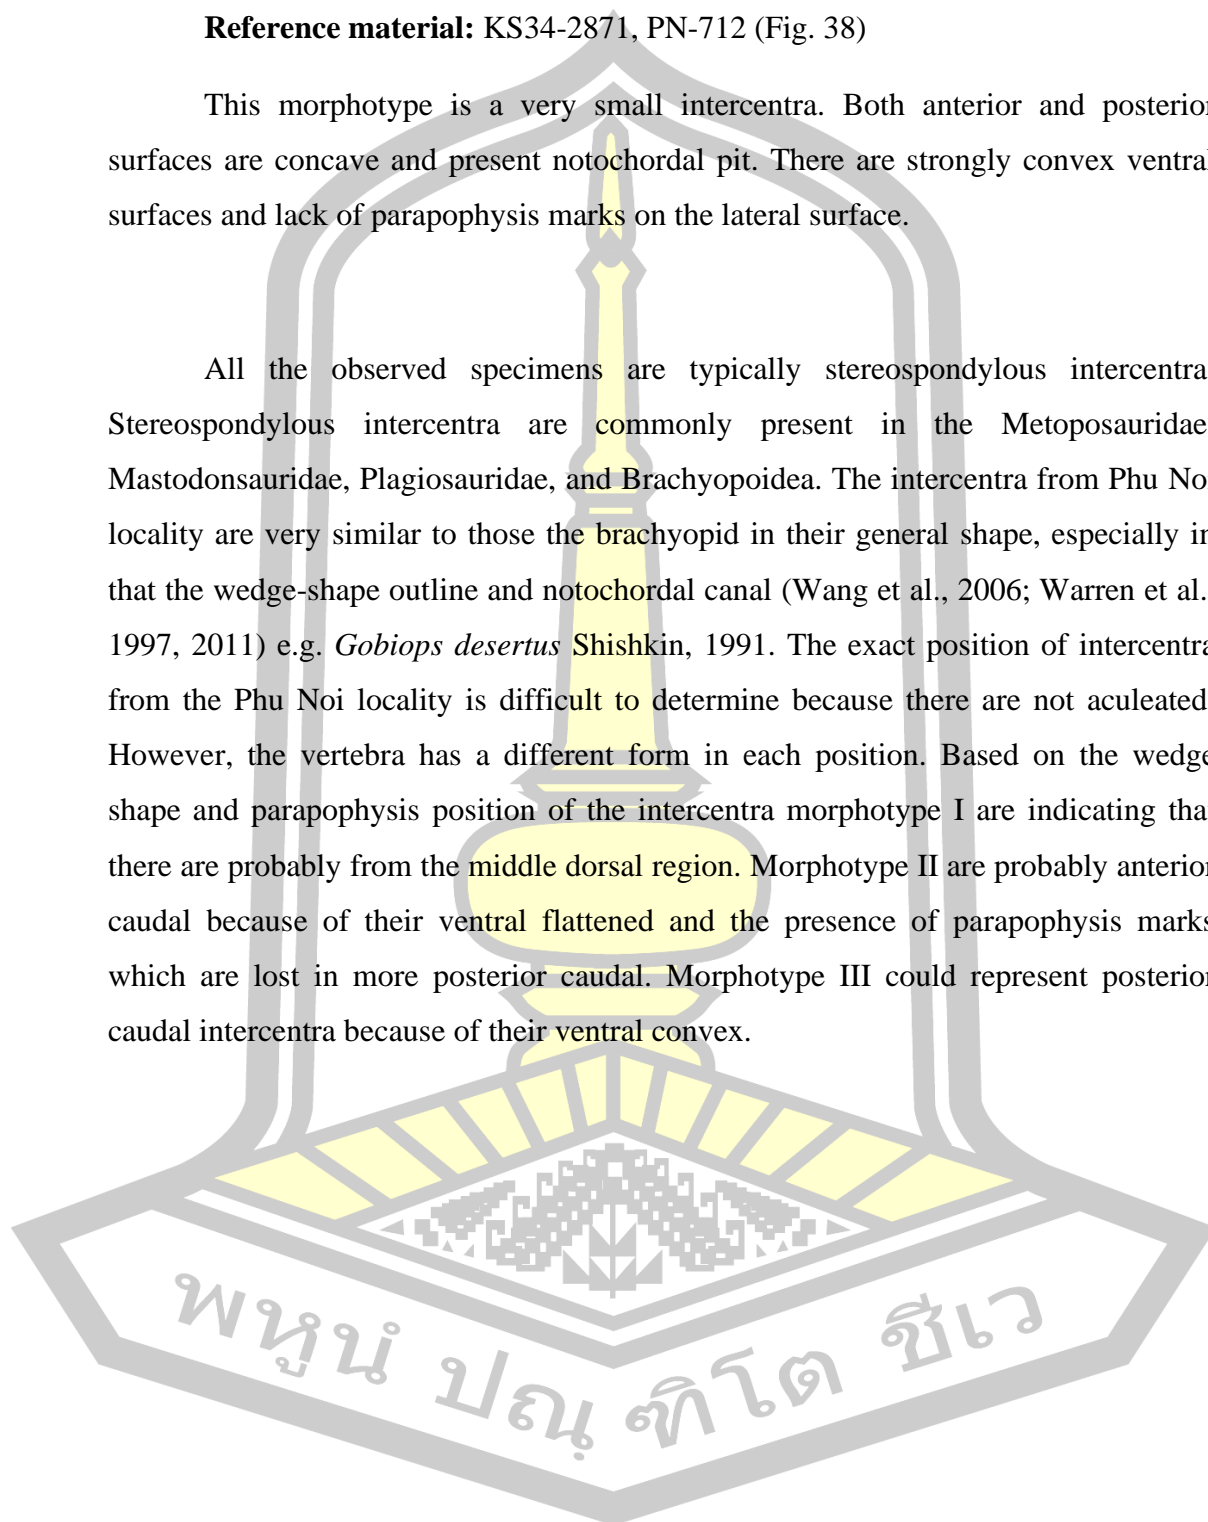 Reference material: KS34-2871, PN-712 (Fig. 38)
This morphotype is a very small intercentra. Both anterior and posterior
surfaces are concave and present notochordal pit. There are strongly convex ventral
surfaces and lack of parapophysis marks on the lateral surface.
All the observed specimens are typically stereospondylous intercentra
Stereospondylous intercentra are commonly present in the Metoposauridae
Mastodonsauridae, Plagiosauridae, and Brachyopoidea. The intercentra from Phu No
locality are very similar to those the brachyopid in their general shape, especially in
that the wedge-shape outline and notochordal canal (Wang et al., 2006; Warren et al.
1997, 2011) e.g. Gobiops desertus Shishkin, 1991. The exact position of intercentra
from the Phu Noi locality is difficult to determine because there are not aculeated
However, the vertebra has a different form in each position. Based on the wedge
shape and parapophysis position of the intercentra morphotype I are indicating tha
there are probably from the middle dorsal region. Morphotype II are probably anterior
caudal because of their ventral flattened and the presence of parapophysis marks
which are lost in more posterior caudal. Morphotype III could represent posterior
caudal intercentra because of their ventral convex.
พหูนํ ปณฺฑิโต ชีเว